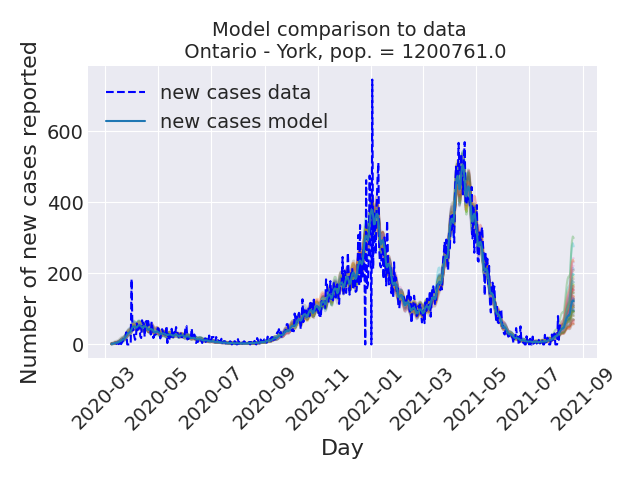 Model comparison to data
Ontario - York, pop. = 1200761.0
new cases data
new cases model
Number of new cases reported
600
400
200
0
2020-03
2020-05
2020-07
2020-09
2020-11
2021-01
2021-03
2021-05
2021-07
2021-09
Day